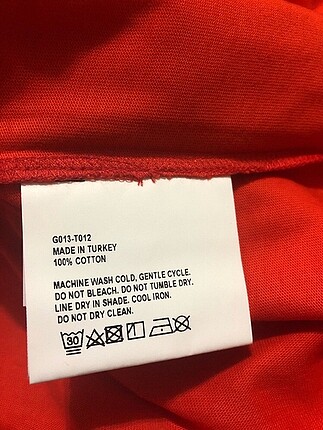 G013-T012
MADE IN TURKEY
100% COTTON
MACHINE WASH COLD, GENTLE CYCLE.
DO NOT BLEACH. DO NOT TUMBLE DRY.
LINE DRY IN SHADE. COOL IRON.
DO NOT DRY CLEAN.
30